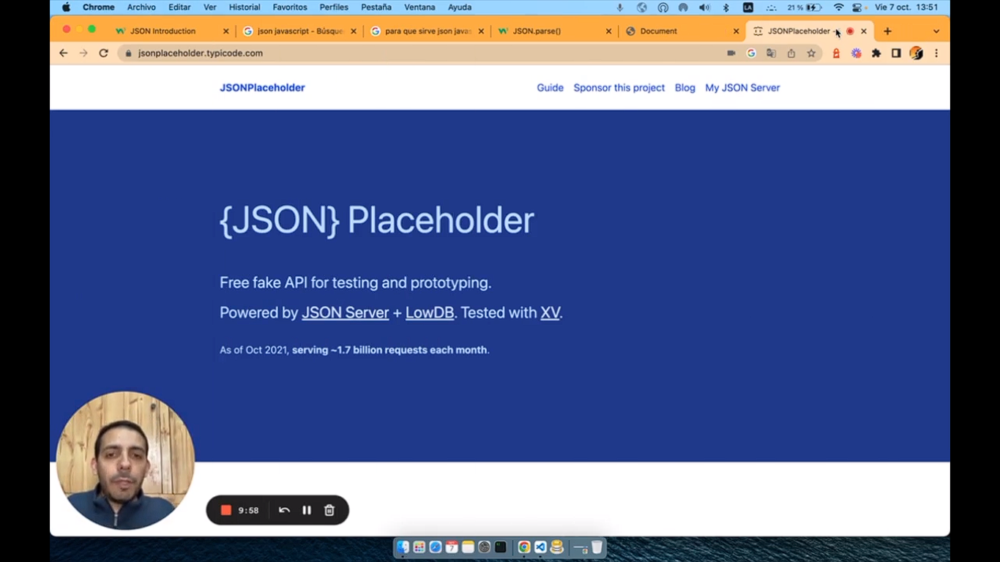 Chrome Archivo Editar Ver Historial Favoritos Perfiles Pestaña Ventana Ayuda LA 21 % Vie 7 oct. 13:51
JSON Introduction json javascript - Búsque para que sirve json javas JSON.parse() Document JSONPlaceholder -
jsonplaceholder.typicode.com
JSONPlaceholder Guide Sponsor this project Blog My JSON Server
{JSON} Placeholder
Free fake API for testing and prototyping.
Powered by JSON Server + LowDB. Tested with XV.
As of Oct 2021, serving ~1.7 billion requests each month.
9:58